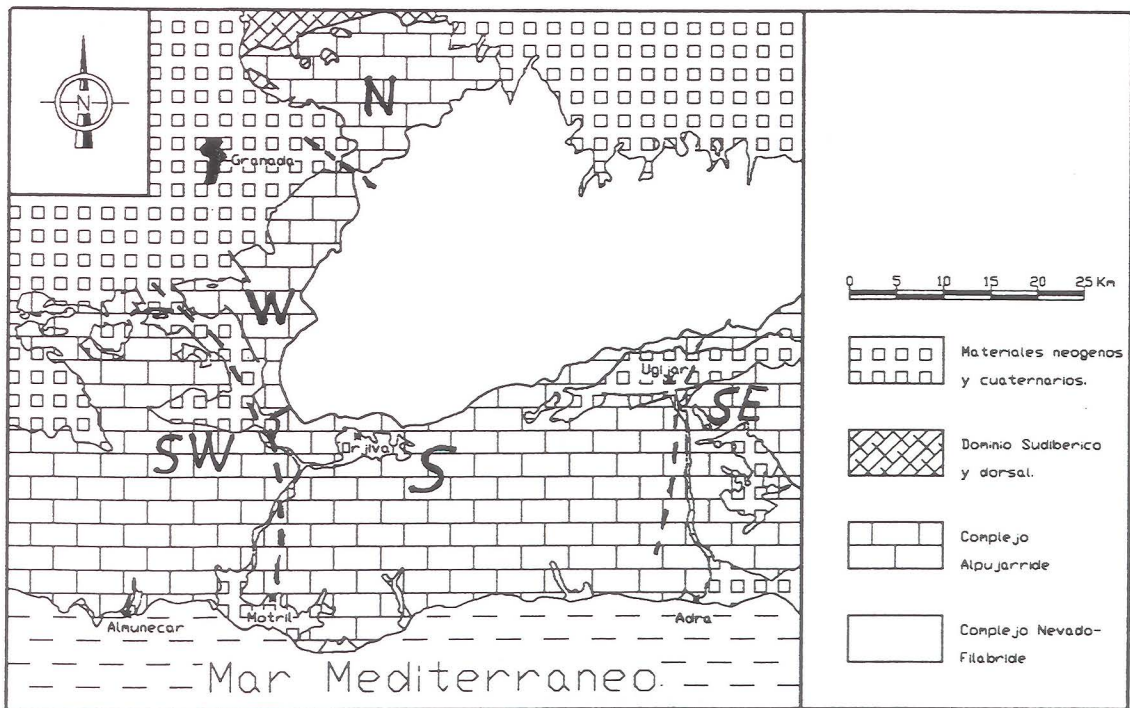 N
N
Granada
W
Ugijar
SE
SW
Orjiva
S
Motril
Almunecar
Adra
Mar Mediterraneo
0 5 10 15 20 25 Km
Materiales neogenos
y cuaternarios.
Dominio Sudiberico
y dorsal.
Complejo
Alpujarride
Complejo Nevado-
Filabride